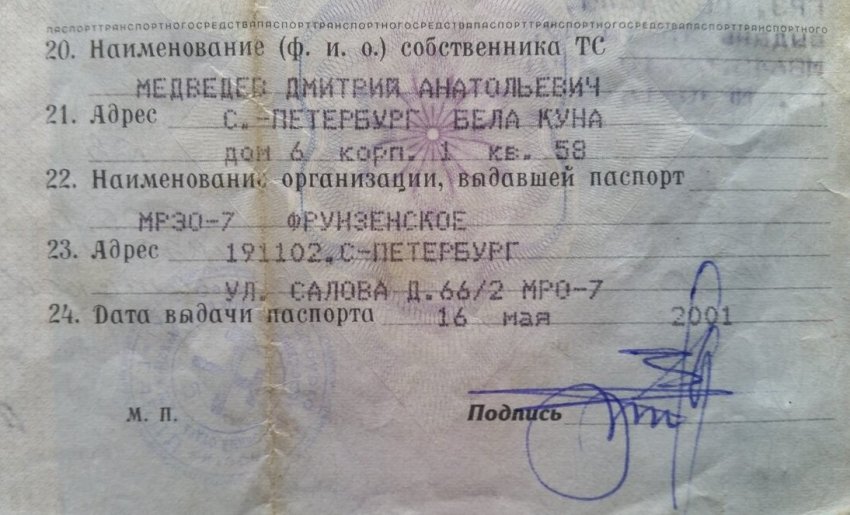 ПАСПОРТТРАНСПОРТНОГОСРЕДСТВАПАСПОРТТРАНСПОРТНОГОСРЕДСТВАПАСПОРТТРАНСПОРТНОГОСРЕДСТВАПАСПОРТТРАНСПОРТНОГО
20. Наименование (ф. и. о.) собственника ТС
МЕДВЕДЕВ ДМИТРИЙ АНАТОЛЬЕВИЧ
21. Адрес С.-ПЕТЕРБУРГ БЕЛА КУНА
дом 6 корп. 1 кв. 58
22. Наименование организации, выдавшей паспорт
МРЭО-7 ФРУНЗЕНСКОЕ
23. Адрес 191102.С-ПЕТЕРБУРГ
УЛ. САЛОВА Д.66/2 МРО-7
24. Дата выдачи паспорта 16 мая 2001
М. П. Подпись